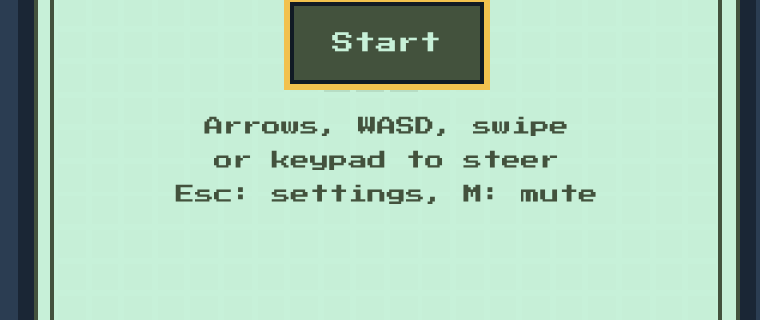 Start
Arrows, WASD, swipe
or keypad to steer
Esc: settings, M: mute